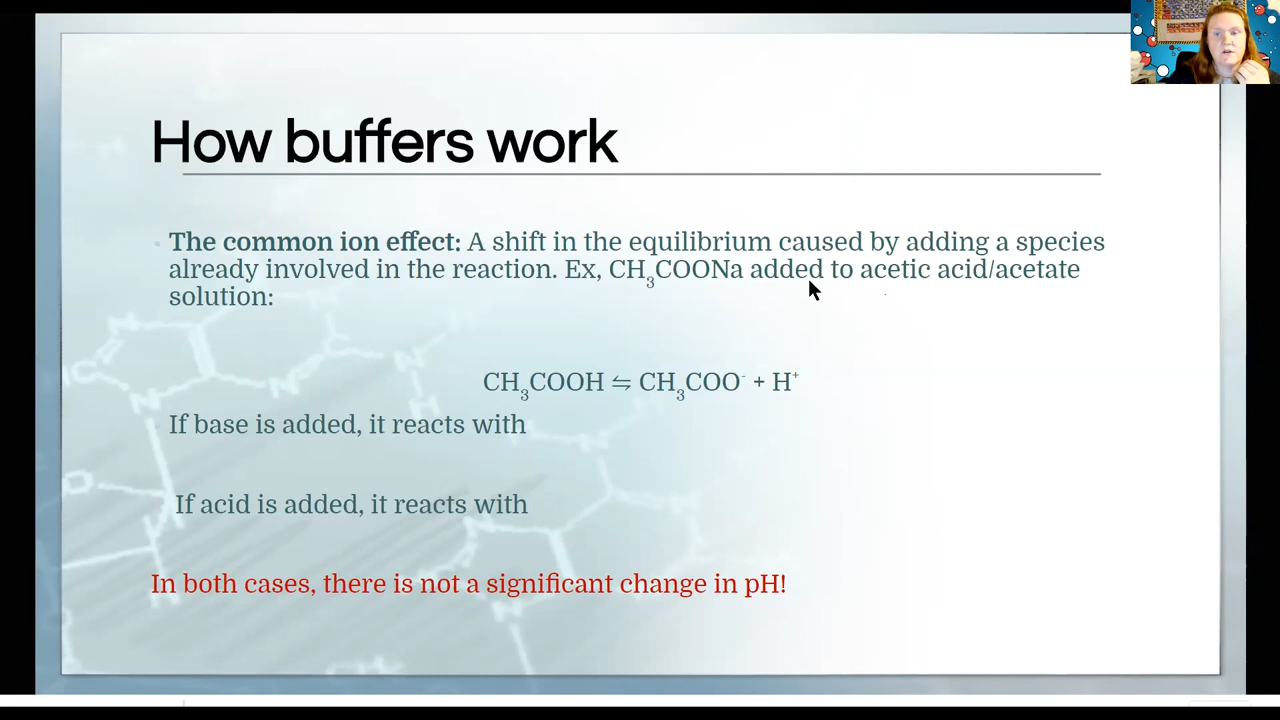 How buffers work
The common ion effect: A shift in the equilibrium caused by adding a species
already involved in the reaction. Ex, CH₃COONa added to acetic acid/acetate
solution:
CH₃COOH ⇋ CH₃COO⁻ + H⁺
If base is added, it reacts with
If acid is added, it reacts with
In both cases, there is not a significant change in pH!